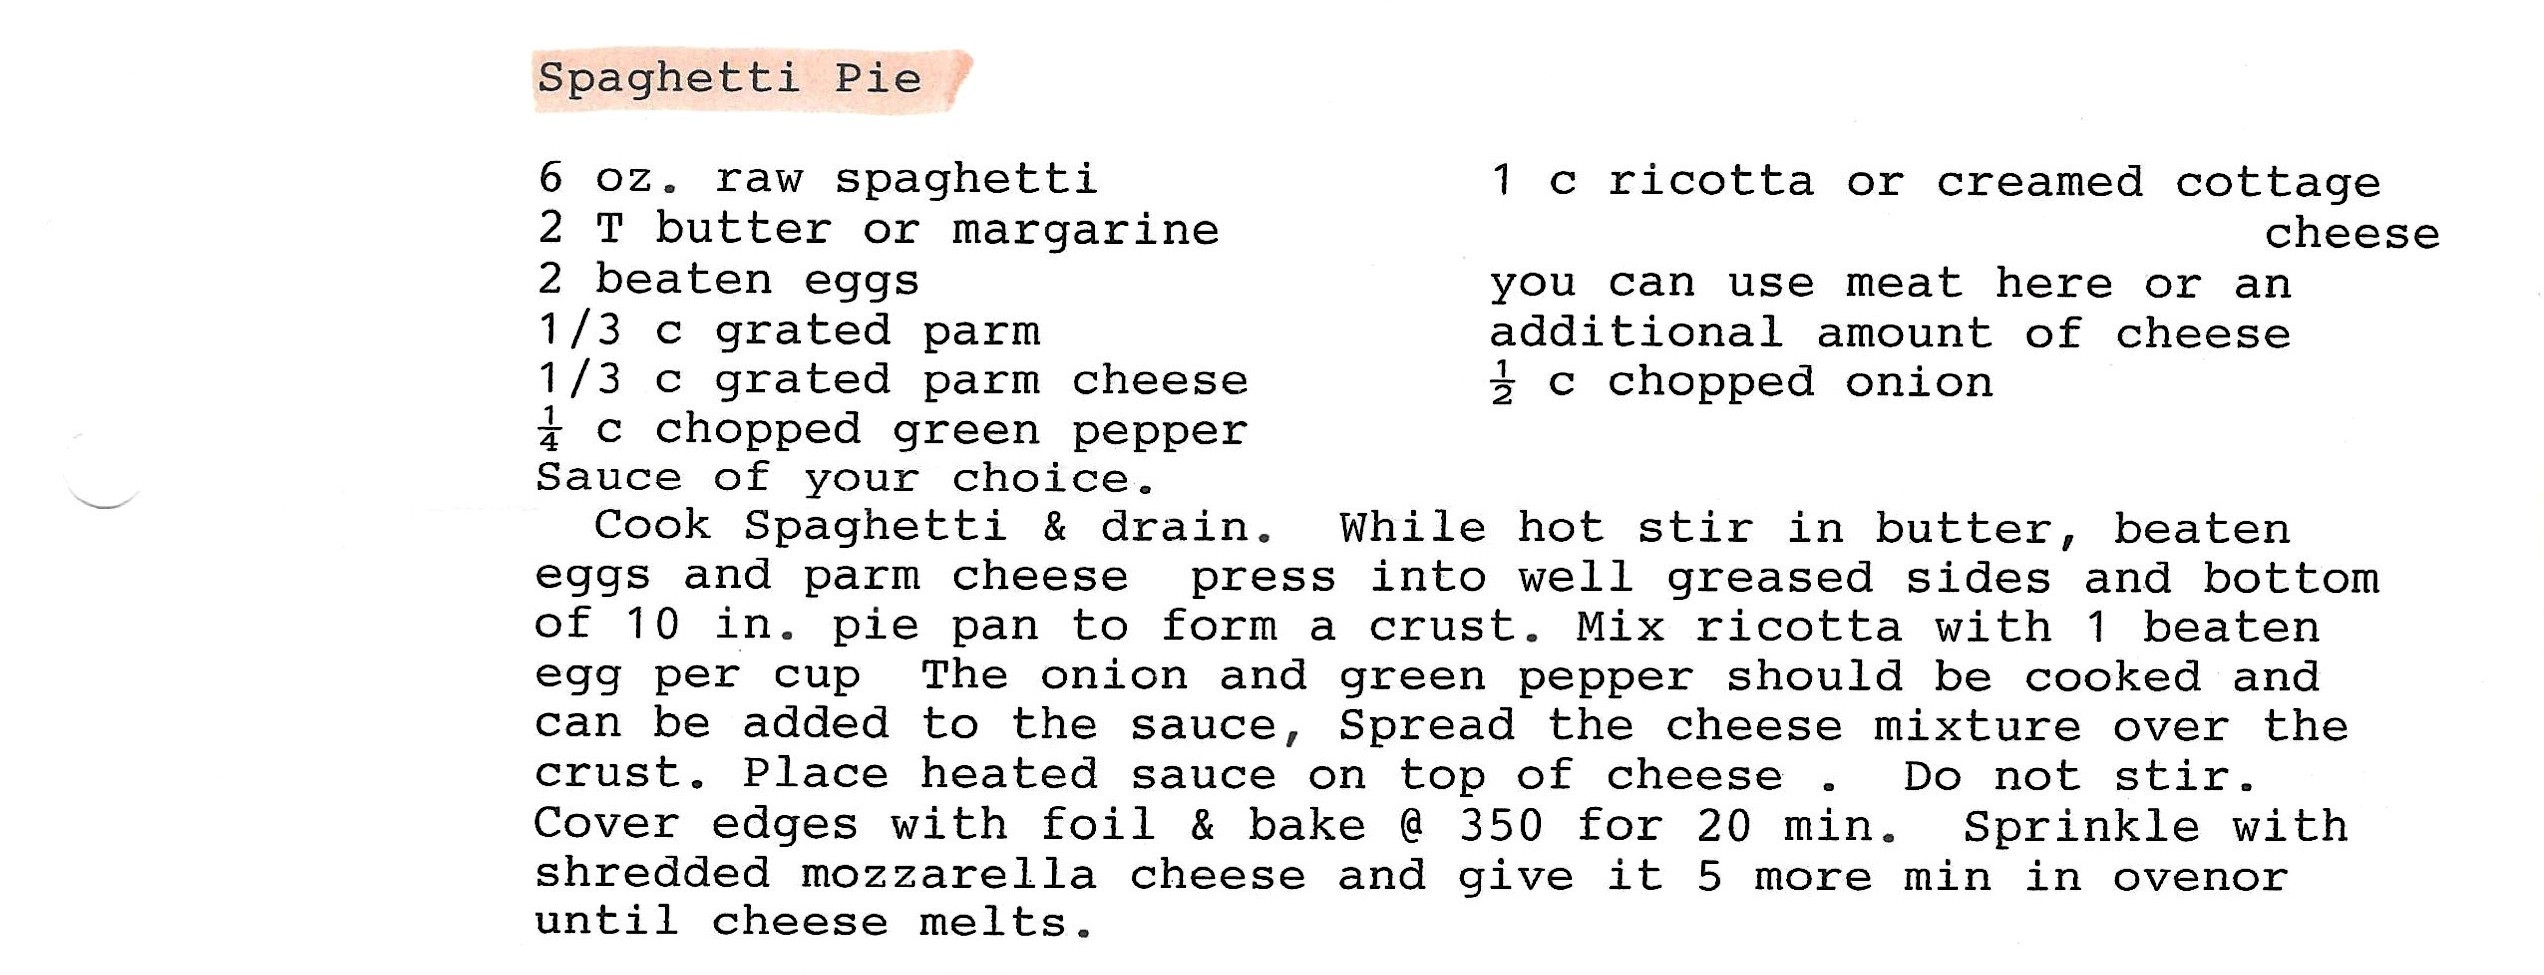 Spaghetti Pie
6 oz. raw spaghetti
2 T butter or margarine
2 beaten eggs
1/3 c grated parm
1/3 c grated parm cheese
¼ c chopped green pepper
Sauce of your choice.
1 c ricotta or creamed cottage
cheese
you can use meat here or an
additional amount of cheese
½ c chopped onion
Cook Spaghetti & drain. While hot stir in butter, beaten
eggs and parm cheese press into well greased sides and bottom
of 10 in. pie pan to form a crust. Mix ricotta with 1 beaten
egg per cup The onion and green pepper should be cooked and
can be added to the sauce, Spread the cheese mixture over the
crust. Place heated sauce on top of cheese . Do not stir.
Cover edges with foil & bake @ 350 for 20 min. Sprinkle with
shredded mozzarella cheese and give it 5 more min in ovenor
until cheese melts.